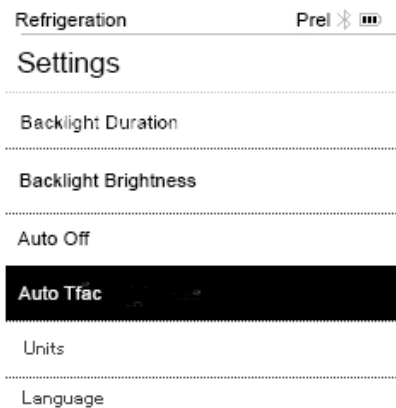 Refrigeration Prel
Settings
Backlight Duration
Backlight Brightness
Auto Off
Auto Tfac
Units
Language